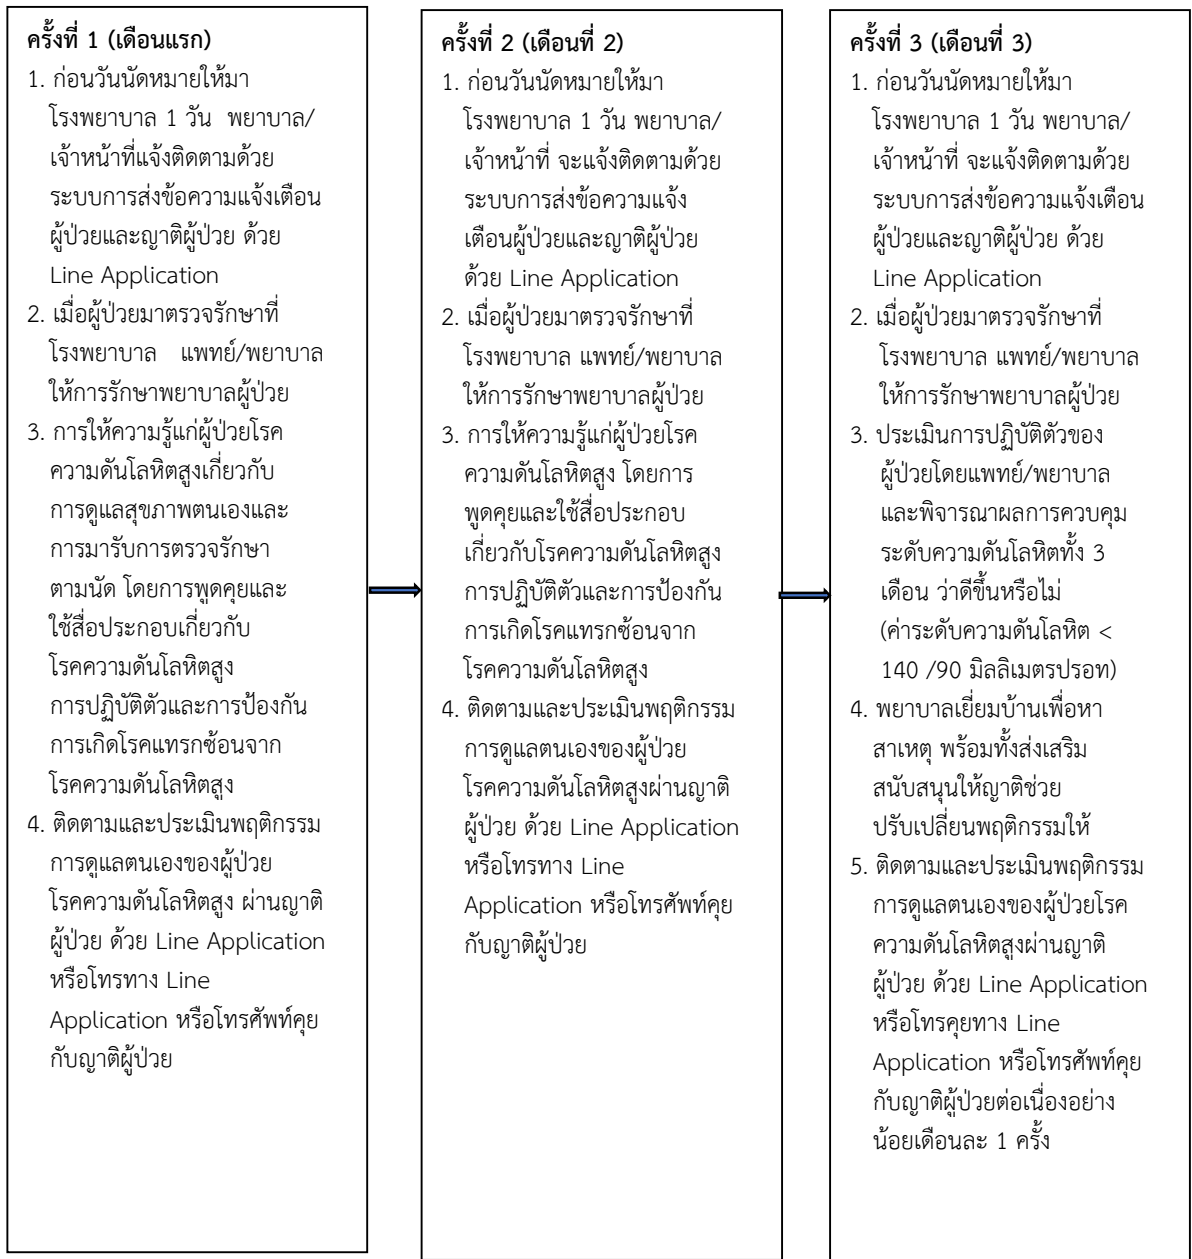 ครั้งที่ 1 (เดือนแรก)
1. ก่อนวันนัดหมายให้มา
โรงพยาบาล 1 วัน พยาบาล/
เจ้าหน้าที่แจ้งติดตามด้วย
ระบบการส่งข้อความแจ้งเตือน
ผู้ป่วยและญาติผู้ป่วย ด้วย
Line Application
2. เมื่อผู้ป่วยมาตรวจรักษาที่
โรงพยาบาล แพทย์/พยาบาล
ให้การรักษาพยาบาลผู้ป่วย
3. การให้ความรู้แก่ผู้ป่วยโรค
ความดันโลหิตสูงเกี่ยวกับ
การดูแลสุขภาพตนเองและ
การมารับการตรวจรักษา
ตามนัด โดยการพูดคุยและ
ใช้สื่อประกอบเกี่ยวกับ
โรคความดันโลหิตสูง
การปฏิบัติตัวและการป้องกัน
การเกิดโรคแทรกซ้อนจาก
โรคความดันโลหิตสูง
4. ติดตามและประเมินพฤติกรรม
การดูแลตนเองของผู้ป่วย
โรคความดันโลหิตสูง ผ่านญาติ
ผู้ป่วย ด้วย Line Application
หรือโทรทาง Line
Application หรือโทรศัพท์คุย
กับญาติผู้ป่วย
ครั้งที่ 2 (เดือนที่ 2)
1. ก่อนวันนัดหมายให้มา
โรงพยาบาล 1 วัน พยาบาล/
เจ้าหน้าที่ จะแจ้งติดตามด้วย
ระบบการส่งข้อความแจ้ง
เตือนผู้ป่วยและญาติผู้ป่วย
ด้วย Line Application
2. เมื่อผู้ป่วยมาตรวจรักษาที่
โรงพยาบาล แพทย์/พยาบาล
ให้การรักษาพยาบาลผู้ป่วย
3. การให้ความรู้แก่ผู้ป่วยโรค
ความดันโลหิตสูง โดยการ
พูดคุยและใช้สื่อประกอบ
เกี่ยวกับโรคความดันโลหิตสูง
การปฏิบัติตัวและการป้องกัน
การเกิดโรคแทรกซ้อนจาก
โรคความดันโลหิตสูง
4. ติดตามและประเมินพฤติกรรม
การดูแลตนเองของผู้ป่วย
โรคความดันโลหิตสูงผ่านญาติ
ผู้ป่วย ด้วย Line Application
หรือโทรทาง Line
Application หรือโทรศัพท์คุย
กับญาติผู้ป่วย
ครั้งที่ 3 (เดือนที่ 3)
1. ก่อนวันนัดหมายให้มา
โรงพยาบาล 1 วัน พยาบาล/
เจ้าหน้าที่ จะแจ้งติดตามด้วย
ระบบการส่งข้อความแจ้งเตือน
ผู้ป่วยและญาติผู้ป่วย ด้วย
Line Application
2. เมื่อผู้ป่วยมาตรวจรักษาที่
โรงพยาบาล แพทย์/พยาบาล
ให้การรักษาพยาบาลผู้ป่วย
3. ประเมินการปฏิบัติตัวของ
ผู้ป่วยโดยแพทย์/พยาบาล
และพิจารณาผลการควบคุม
ระดับความดันโลหิตทั้ง 3
เดือน ว่าดีขึ้นหรือไม่
(ค่าระดับความดันโลหิต <
140 /90 มิลลิเมตรปรอท)
4. พยาบาลเยี่ยมบ้านเพื่อหา
สาเหตุ พร้อมทั้งส่งเสริม
สนับสนุนให้ญาติช่วย
ปรับเปลี่ยนพฤติกรรมให้
5. ติดตามและประเมินพฤติกรรม
การดูแลตนเองของผู้ป่วยโรค
ความดันโลหิตสูงผ่านญาติ
ผู้ป่วย ด้วย Line Application
หรือโทรคุยทาง Line
Application หรือโทรศัพท์คุย
กับญาติผู้ป่วยต่อเนื่องอย่าง
น้อยเดือนละ 1 ครั้ง